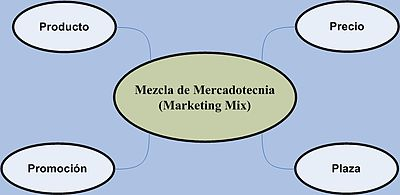 Producto
Precio
Mezcla de Mercadotecnia
(Marketing Mix)
Promoción
Plaza